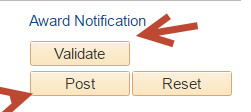 Award Notification
Validate
Post Reset